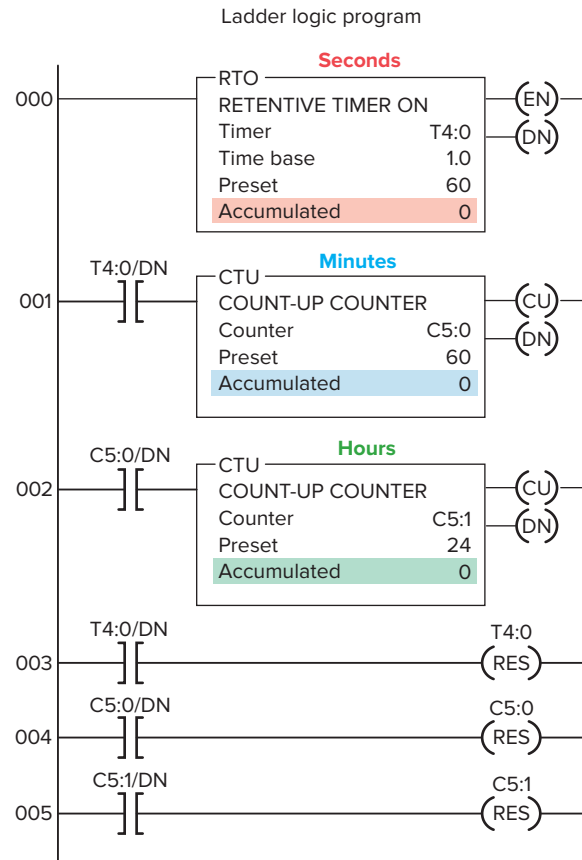 Ladder logic program
Seconds
000
RTO
RETENTIVE TIMER ON
Timer T4:0
Time base 1.0
Preset 60
Accumulated 0
EN
DN
Minutes
001
T4:0/DN
CTU
COUNT-UP COUNTER
Counter C5:0
Preset 60
Accumulated 0
CU
DN
Hours
002
C5:0/DN
CTU
COUNT-UP COUNTER
Counter C5:1
Preset 24
Accumulated 0
CU
DN
T4:0/DN T4:0
003 RES
C5:0/DN C5:0
004 RES
C5:1/DN C5:1
005 RES